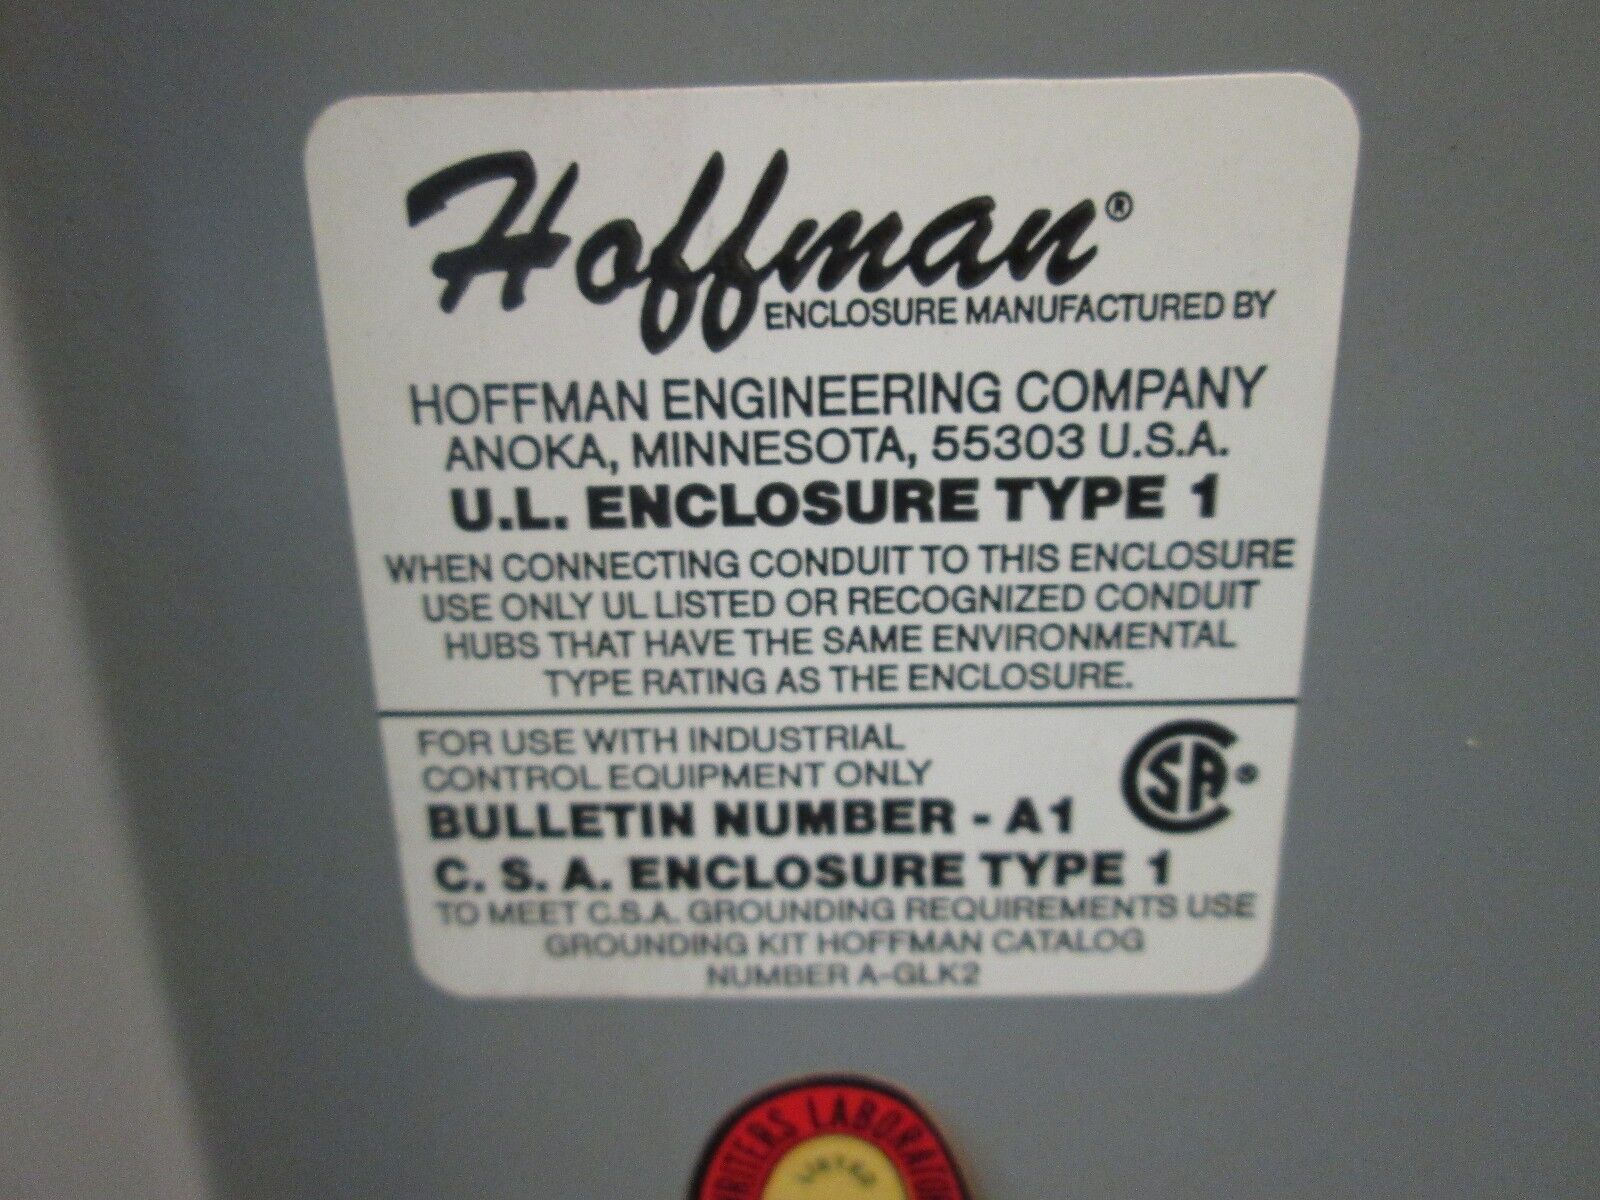 Hoffman®
ENCLOSURE MANUFACTURED BY
HOFFMAN ENGINEERING COMPANY
ANOKA, MINNESOTA, 55303 U.S.A.
U.L. ENCLOSURE TYPE 1
WHEN CONNECTING CONDUIT TO THIS ENCLOSURE
USE ONLY UL LISTED OR RECOGNIZED CONDUIT
HUBS THAT HAVE THE SAME ENVIRONMENTAL
TYPE RATING AS THE ENCLOSURE.
FOR USE WITH INDUSTRIAL
CONTROL EQUIPMENT ONLY
BULLETIN NUMBER - A1
CSA®
C. S. A. ENCLOSURE TYPE 1
TO MEET C.S.A. GROUNDING REQUIREMENTS USE
GROUNDING KIT HOFFMAN CATALOG
NUMBER A-GLK2
LISTED